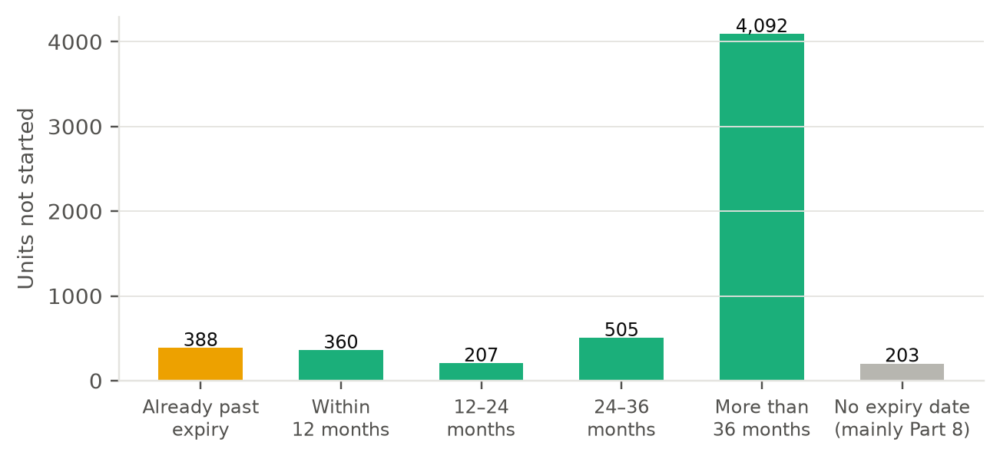 Units not started
4000
3000
2000
1000
0
388
360
207
505
4,092
203
Already past
expiry
Within
12 months
12–24
months
24–36
months
More than
36 months
No expiry date
(mainly Part 8)